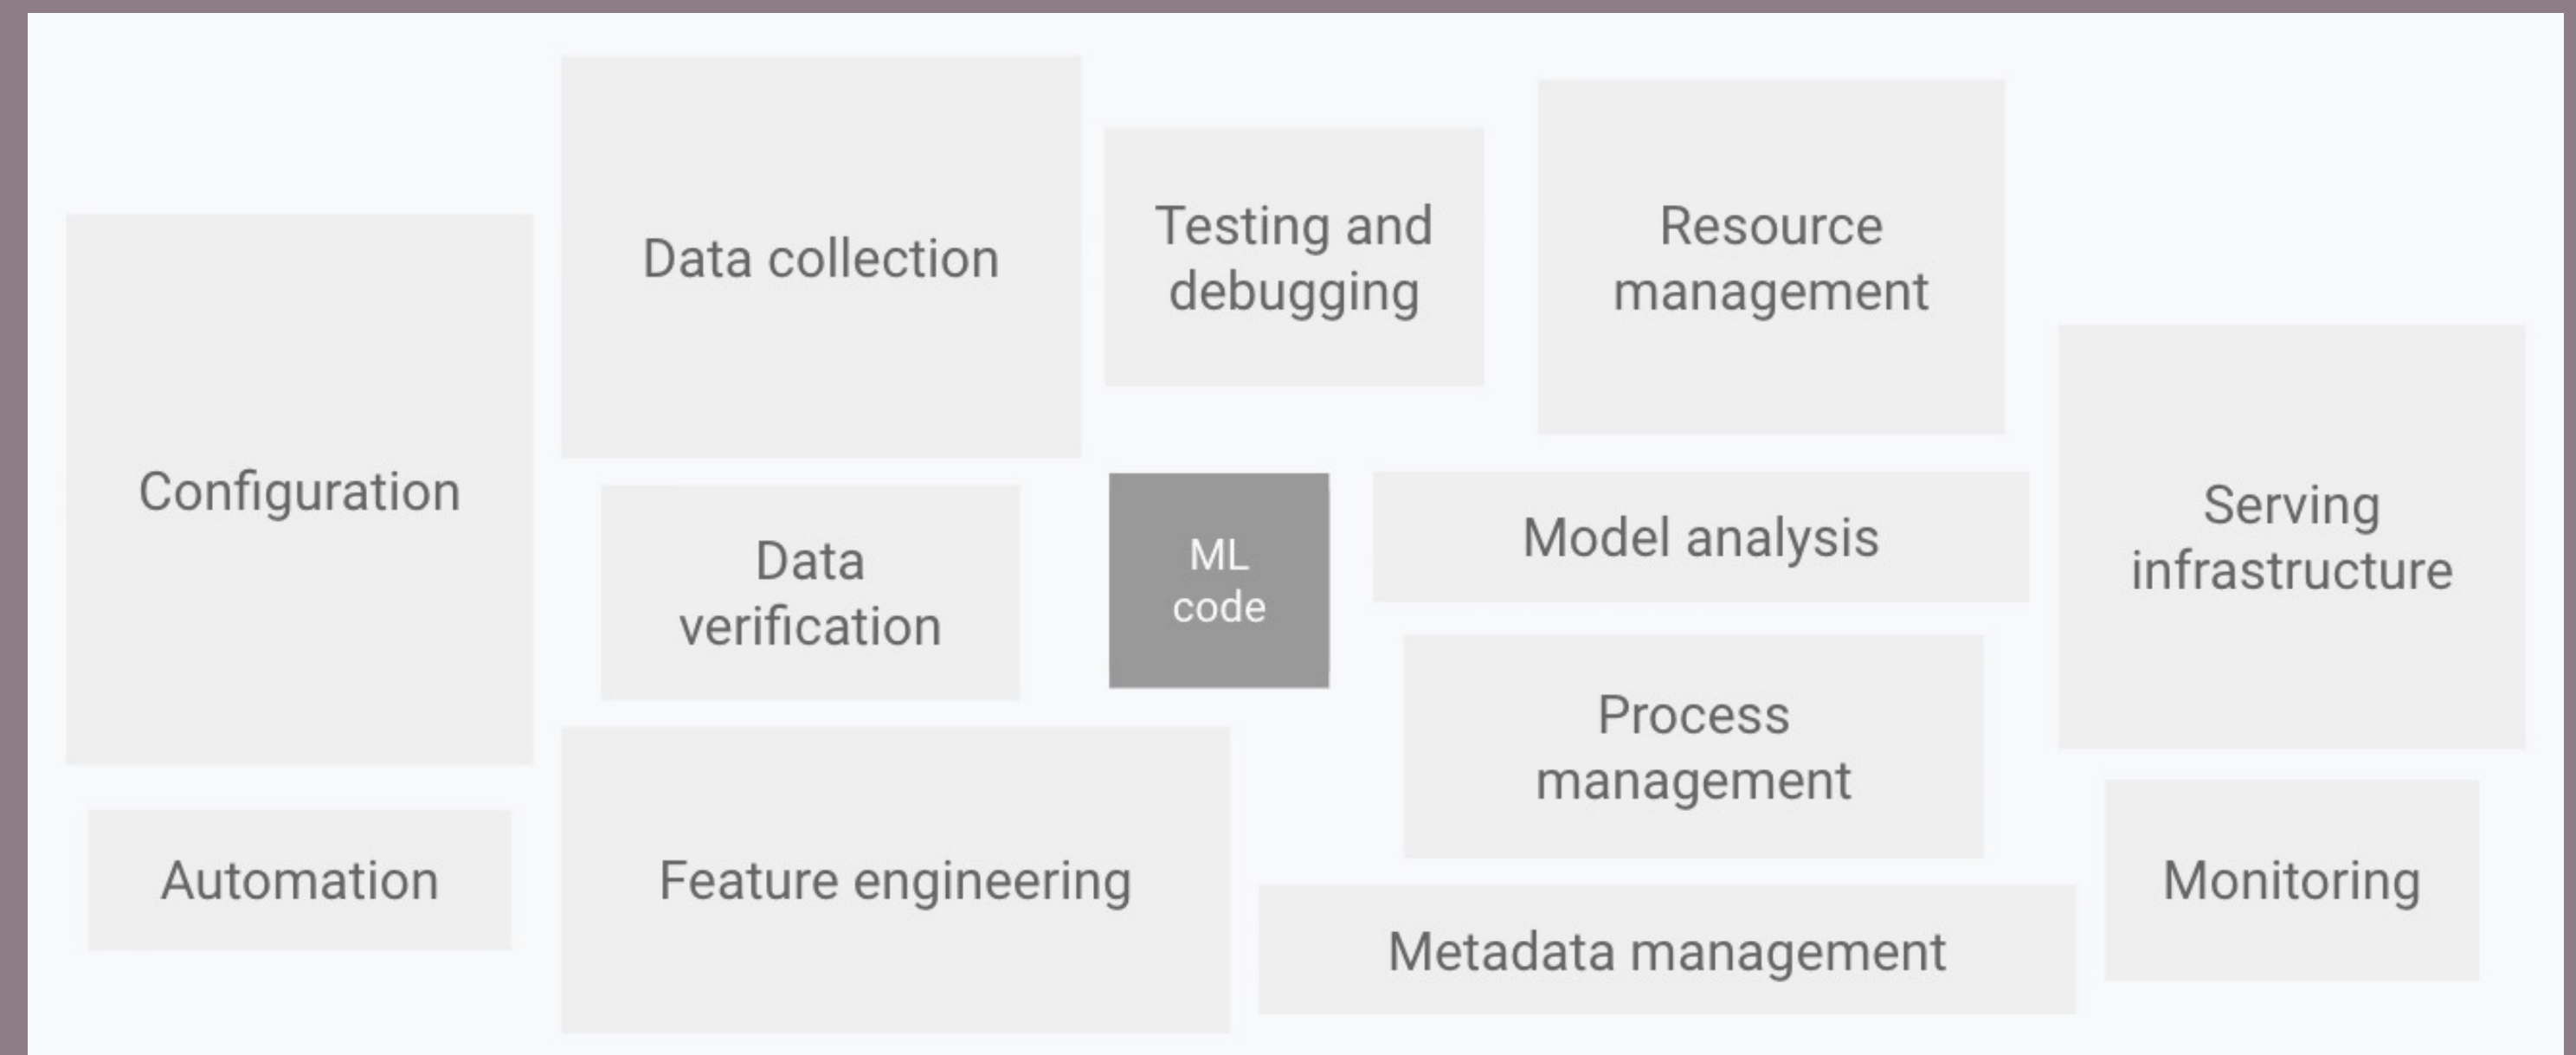 Data collection
Testing and
debugging
Resource
management
Configuration
Data
verification
ML
code
Model analysis
Serving
infrastructure
Process
management
Automation
Feature engineering
Metadata management
Monitoring